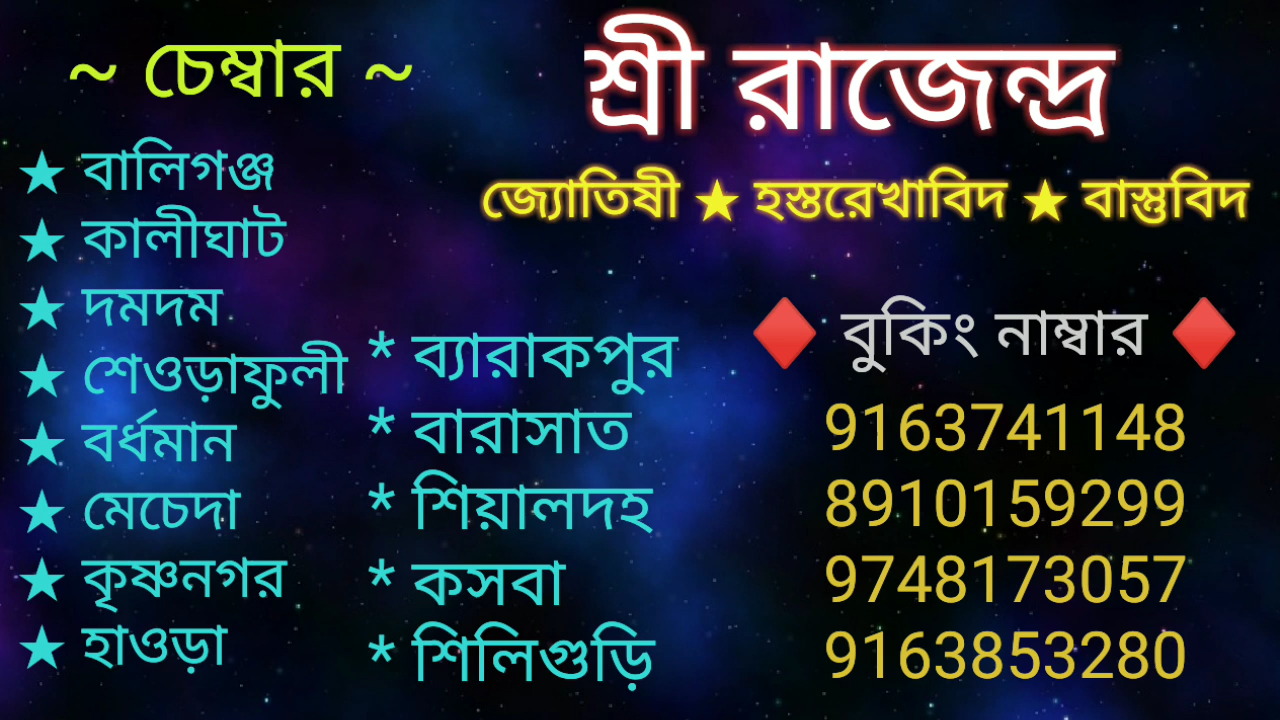 ~ চেম্বার ~
★ বালিগঞ্জ
★ কালীঘাট
★ দমদম
★ শেওড়াফুলী
★ বর্ধমান
★ মেচেদা
★ কৃষ্ণনগর
★ হাওড়া
* ব্যারাকপুর
* বারাসাত
* শিয়ালদহ
* কসবা
* শিলিগুড়ি
শ্রী রাজেন্দ্র
জ্যোতিষী ★ হস্তরেখাবিদ ★ বাস্তুবিদ
♦ বুকিং নাম্বার ♦
9163741148
8910159299
9748173057
9163853280